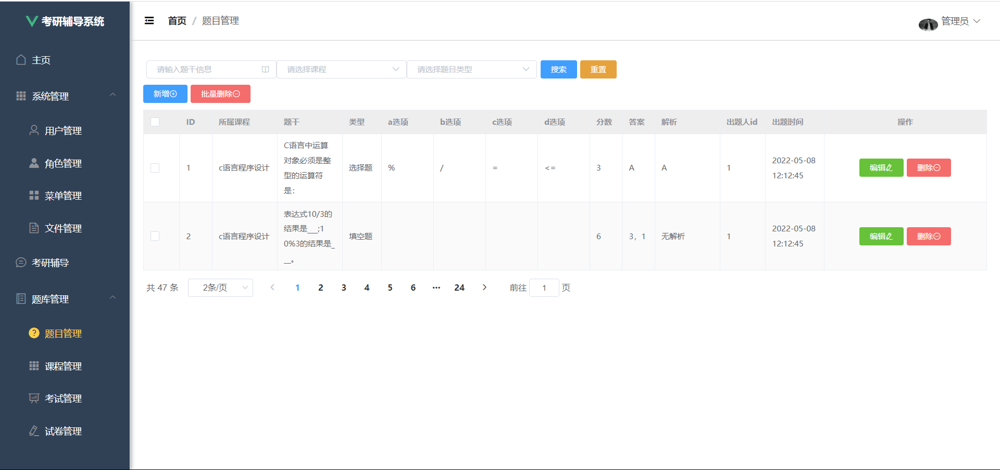 考研辅导系统
首页 / 题目管理
管理员
主页
系统管理
用户管理
角色管理
菜单管理
文件管理
考研辅导
题库管理
题目管理
课程管理
考试管理
试卷管理
请输入题干信息 请选择课程 请选择题目类型 搜索 重置
新增 批量删除
ID 所属课程 题干 类型 a选项 b选项 c选项 d选项 分数 答案 解析 出题人id 出题时间 操作
C语言中运算
对象必须是整
型的运算符
是：
1 c语言程序设计 选择题 % / = <= 3 A A 1
2022-05-08
12:12:45
编辑 删除
表达式10/3的
结果是___;1
0%3的结果是_
__。
2 c语言程序设计 填空题 6 3，1 无解析 1
2022-05-08
12:12:45
编辑 删除
共 47 条 2条/页 1 2 3 4 5 6 ··· 24 前往 1 页